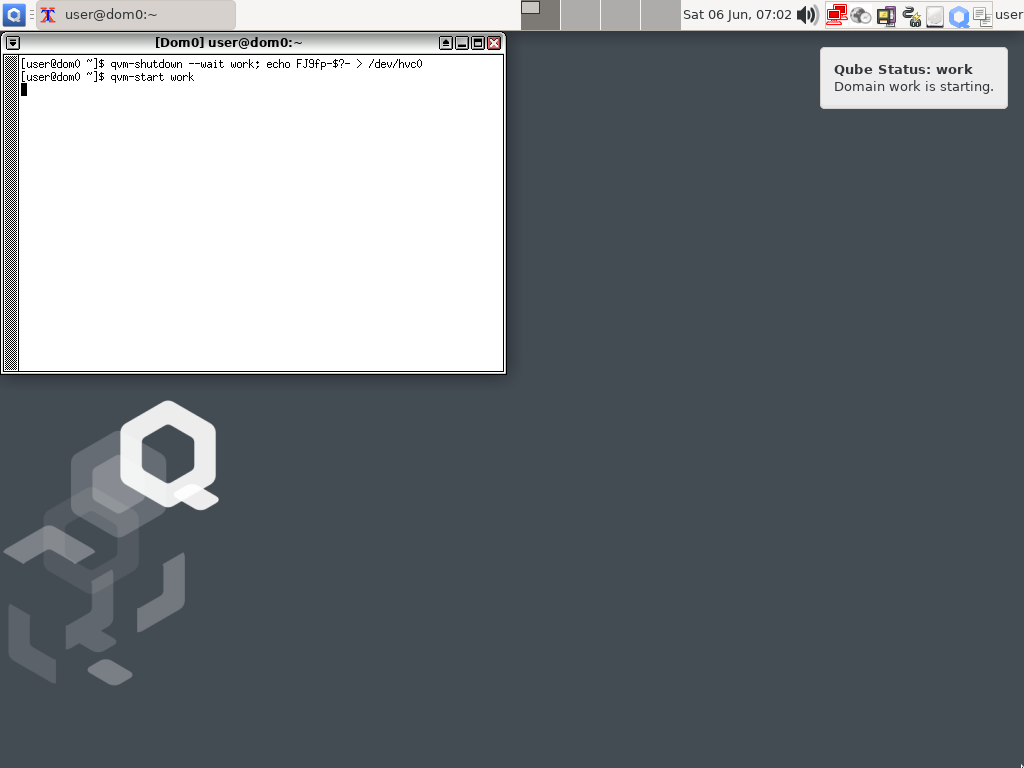 user@dom0:~
Sat 06 Jun, 07:02
user
[Dom0] user@dom0:~
[user@dom0 ~]$ qvm-shutdown --wait work; echo FJ9fp-$?- > /dev/hvc0
[user@dom0 ~]$ qvm-start work
Qube Status: work
Domain work is starting.